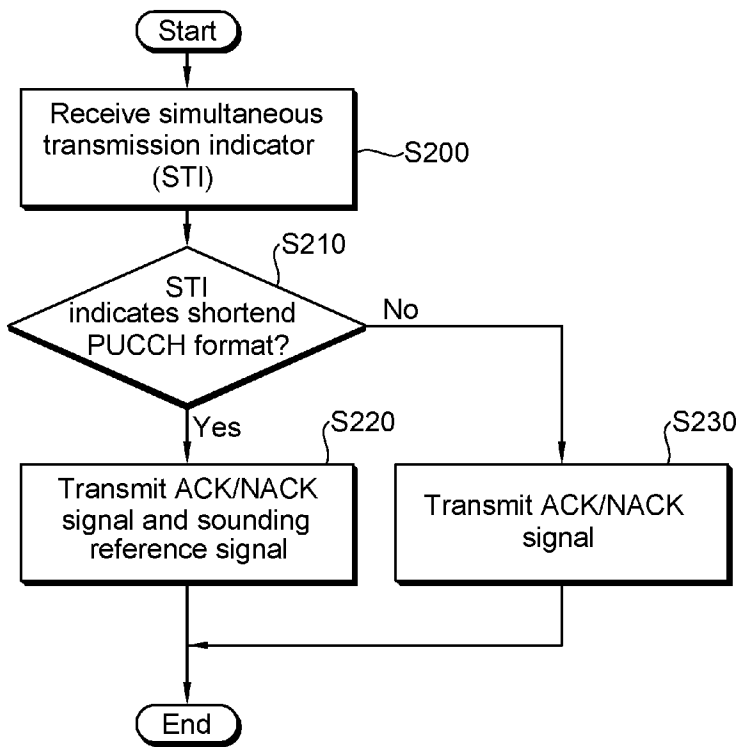 Start
Receive simultaneous
transmission indicator
(STI)
S200
S210
STI
indicates shortend
PUCCH format?
No
Yes
S220
S230
Transmit ACK/NACK
signal and sounding
reference signal
Transmit ACK/NACK
signal
End